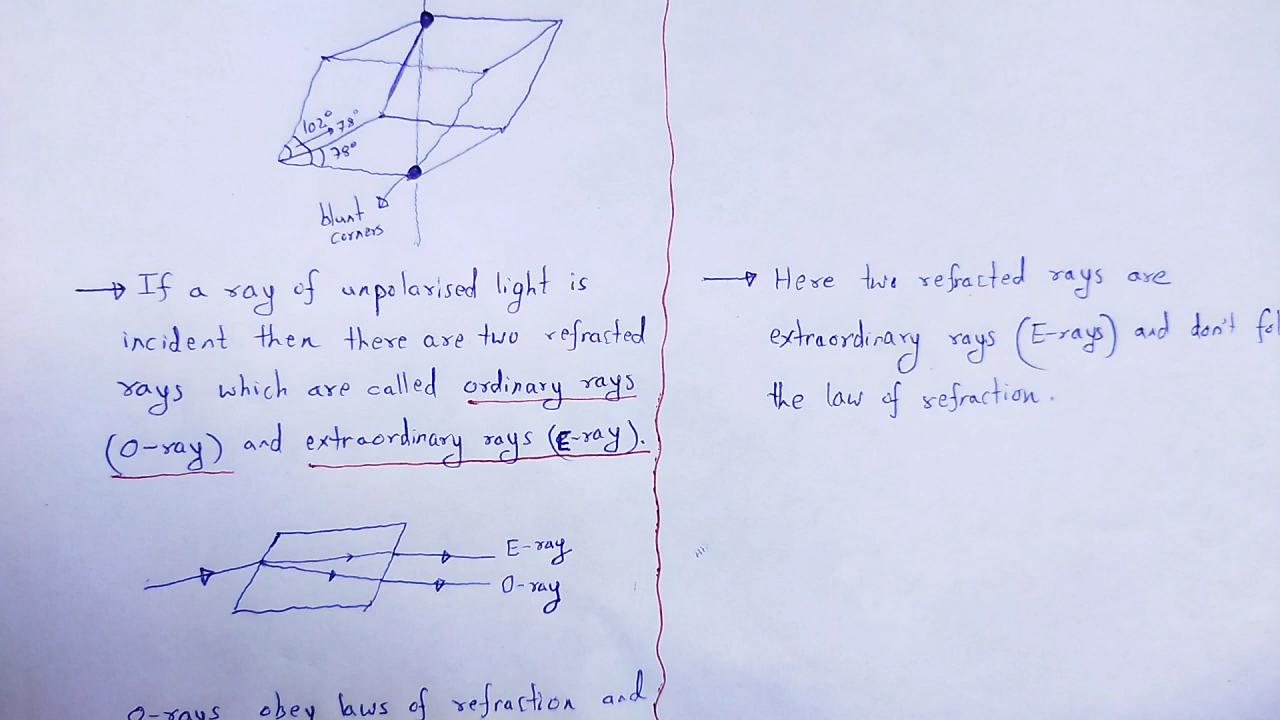 102° 78°
78°
blunt
corners
→ If a ray of unpolarised light is
incident then there are two refracted
rays which are called ordinary rays
(O-ray) and extraordinary rays (E-ray).
E-ray
O-ray
O-rays obey laws of refraction and
→ Here two refracted rays are
extraordinary rays (E-rays) and don't fol
the law of refraction.